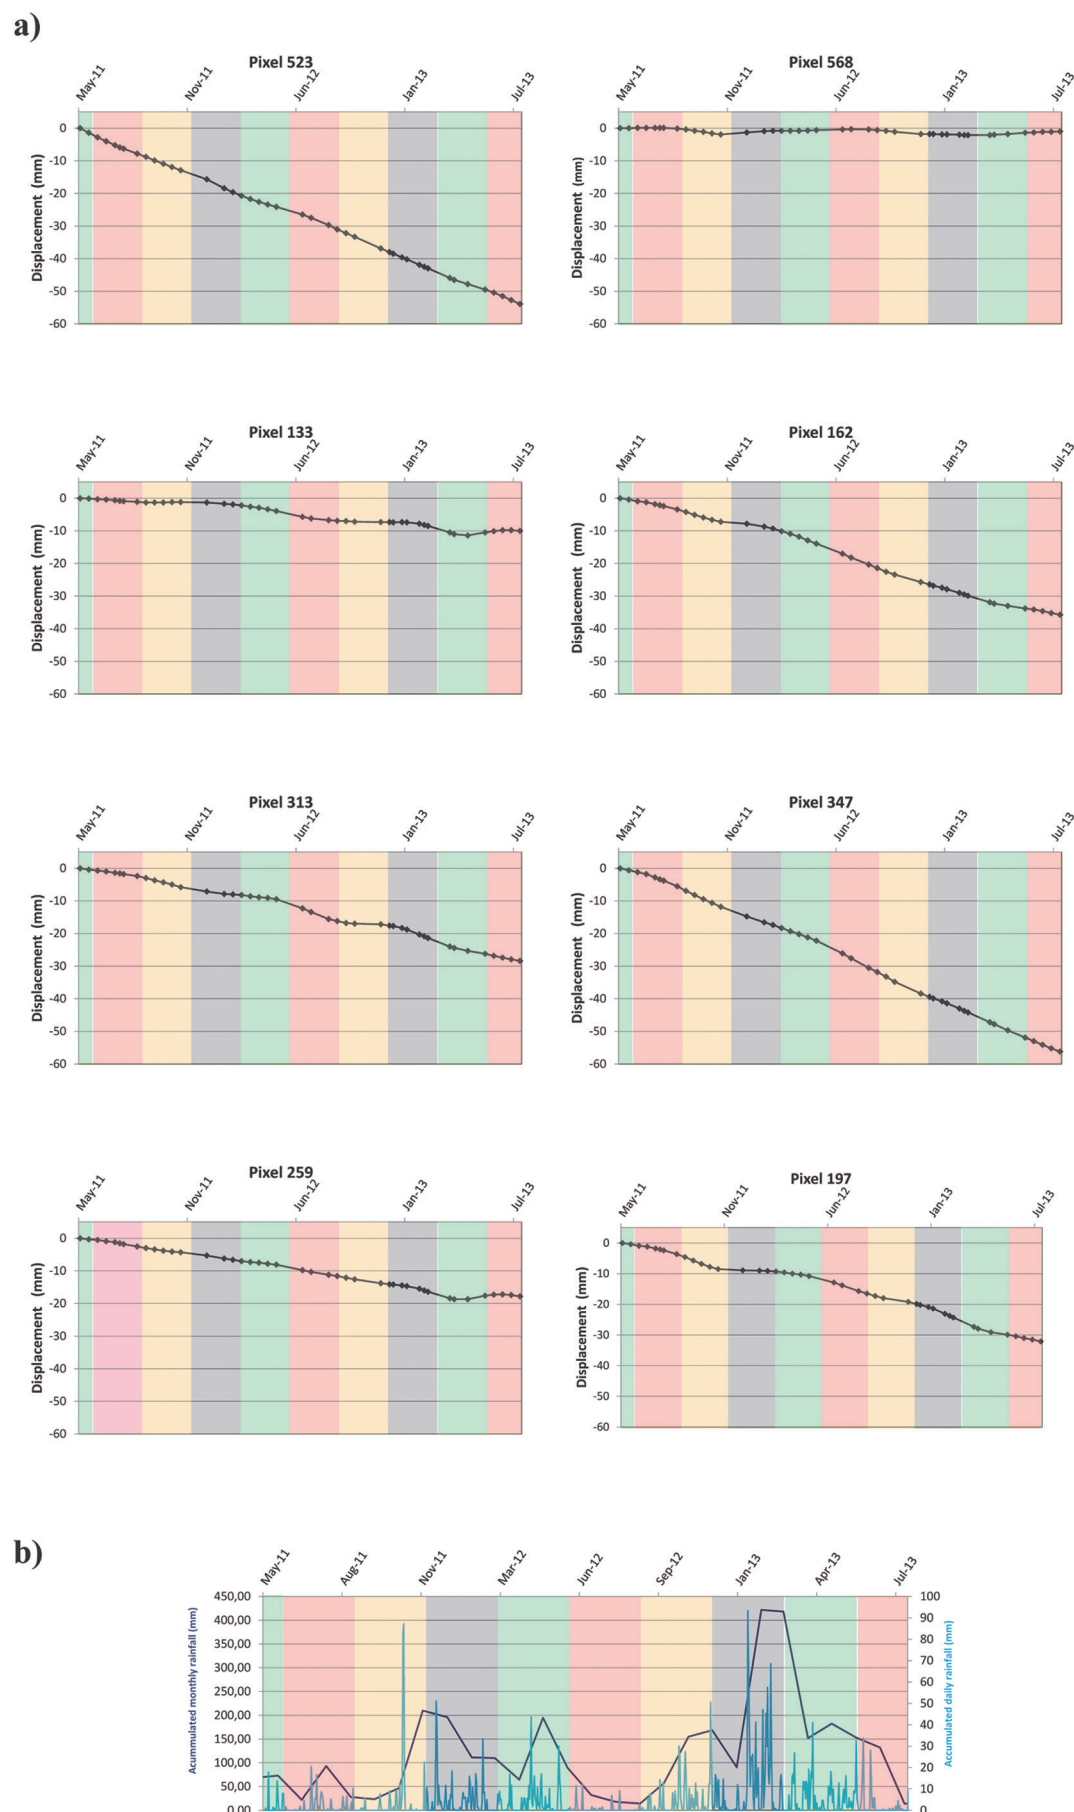 a)
Pixel 523
May-11 Nov-11 Jun-12 Jan-13 Jul-13
Displacement (mm)
0
-10
-20
-30
-40
-50
-60
Pixel 568
May-11 Nov-11 Jun-12 Jan-13 Jul-13
Displacement (mm)
0
-10
-20
-30
-40
-50
-60
Pixel 133
May-11 Nov-11 Jun-12 Jan-13 Jul-13
Displacement (mm)
0
-10
-20
-30
-40
-50
-60
Pixel 162
May-11 Nov-11 Jun-12 Jan-13 Jul-13
Displacement (mm)
0
-10
-20
-30
-40
-50
-60
Pixel 313
May-11 Nov-11 Jun-12 Jan-13 Jul-13
Displacement (mm)
0
-10
-20
-30
-40
-50
-60
Pixel 347
May-11 Nov-11 Jun-12 Jan-13 Jul-13
Displacement (mm)
0
-10
-20
-30
-40
-50
-60
Pixel 259
May-11 Nov-11 Jun-12 Jan-13 Jul-13
Displacement (mm)
0
-10
-20
-30
-40
-50
-60
Pixel 197
May-11 Nov-11 Jun-12 Jan-13 Jul-13
Displacement (mm)
0
-10
-20
-30
-40
-50
-60
b)
May-11 Aug-11 Nov-11 Mar-12 Jun-12 Sep-12 Jan-13 Apr-13 Jul-13
Acummulated monthly rainfall (mm)
450,00
400,00
350,00
300,00
250,00
200,00
150,00
100,00
50,00
0,00
100
90
80
70
60
50
40
30
20
10
0
Accumulated daily rainfall (mm)